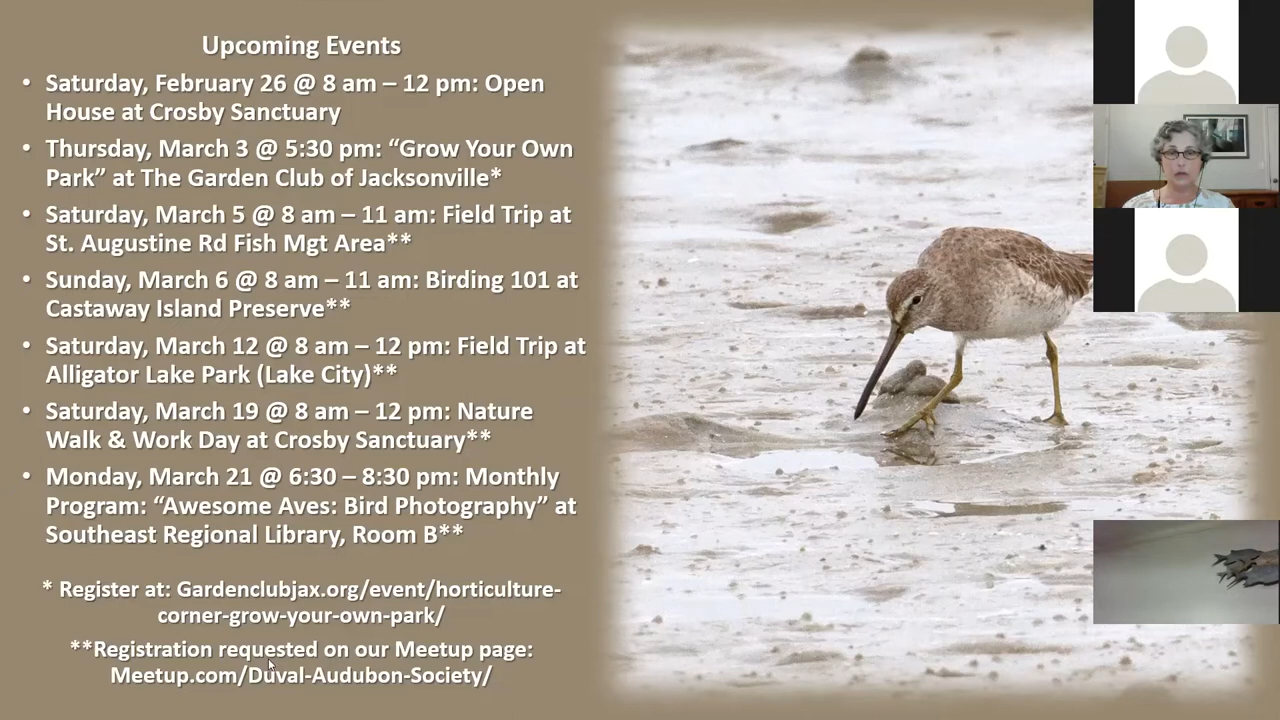 Upcoming Events
• Saturday, February 26 @ 8 am – 12 pm: Open
House at Crosby Sanctuary
• Thursday, March 3 @ 5:30 pm: “Grow Your Own
Park” at The Garden Club of Jacksonville*
• Saturday, March 5 @ 8 am – 11 am: Field Trip at
St. Augustine Rd Fish Mgt Area**
• Sunday, March 6 @ 8 am – 11 am: Birding 101 at
Castaway Island Preserve**
• Saturday, March 12 @ 8 am – 12 pm: Field Trip at
Alligator Lake Park (Lake City)**
• Saturday, March 19 @ 8 am – 12 pm: Nature
Walk & Work Day at Crosby Sanctuary**
• Monday, March 21 @ 6:30 – 8:30 pm: Monthly
Program: “Awesome Aves: Bird Photography” at
Southeast Regional Library, Room B**
* Register at: Gardenclubjax.org/event/horticulture-
corner-grow-your-own-park/
**Registration requested on our Meetup page:
Meetup.com/Duval-Audubon-Society/